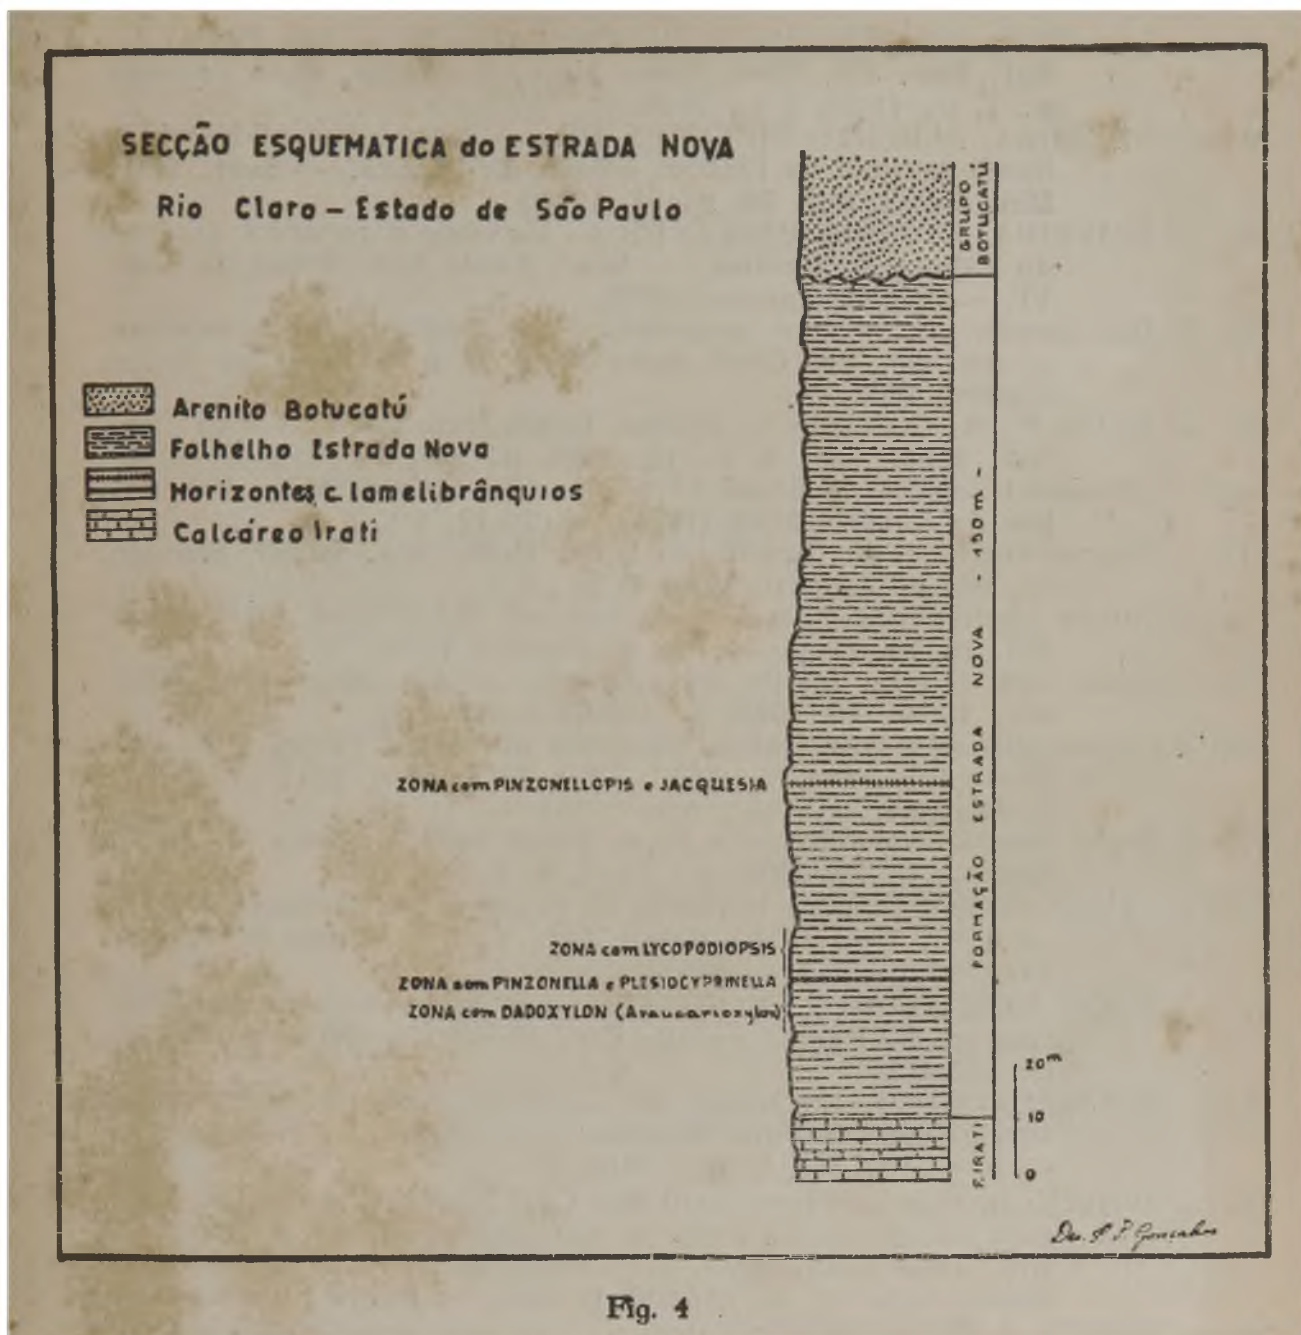 SECÇÃO ESQUEMATICA do ESTRADA NOVA
Rio Claro – Estado de São Paulo
GRUPO
BOTUCATÚ
Arenito Botucatú
Folhelho Estrada Nova
Horizontes c. lamelibrânquios
Calcáreo Irati
FORMAÇÃO ESTRADA NOVA - 150 m -
ZONA com PINZONELLOPIS e JACQUESIA
ZONA com LYCOPODIOPSIS
ZONA com PINZONELLA e PLESIOCYPRINELLA
ZONA com DADOXYLON (Araucarioxylon)
20m
10
0
F. IRATI
Des. J. P. Gonçalves
Fig. 4